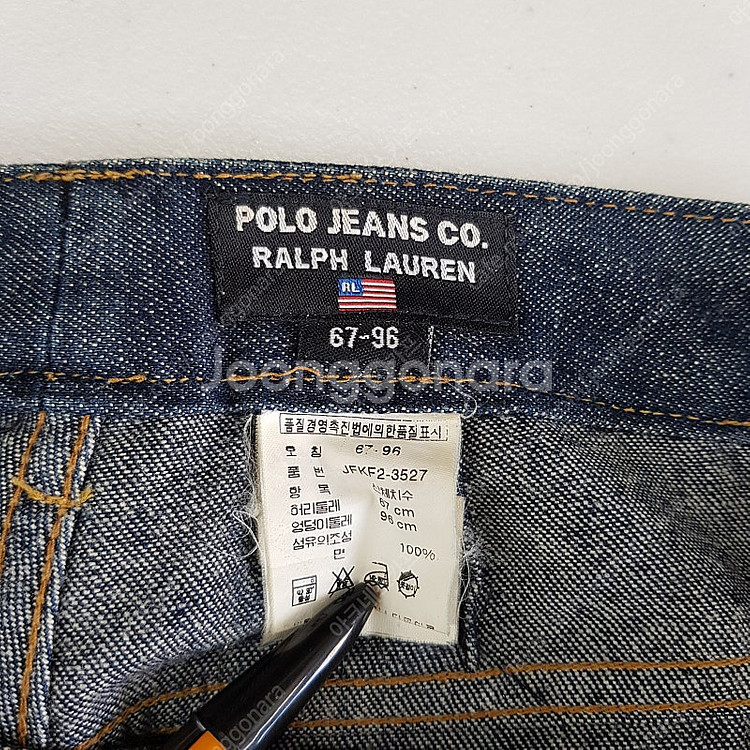 POLO JEANS CO.
RALPH LAUREN
RL
67-96
Joonggonara
품질경영촉진법에의한품질표시
호 칭 67-96
품 번 JFKF2-3527
항 목 신체치수
허리둘레 67 cm
엉덩이둘레 96 cm
섬유의조성
면 100%